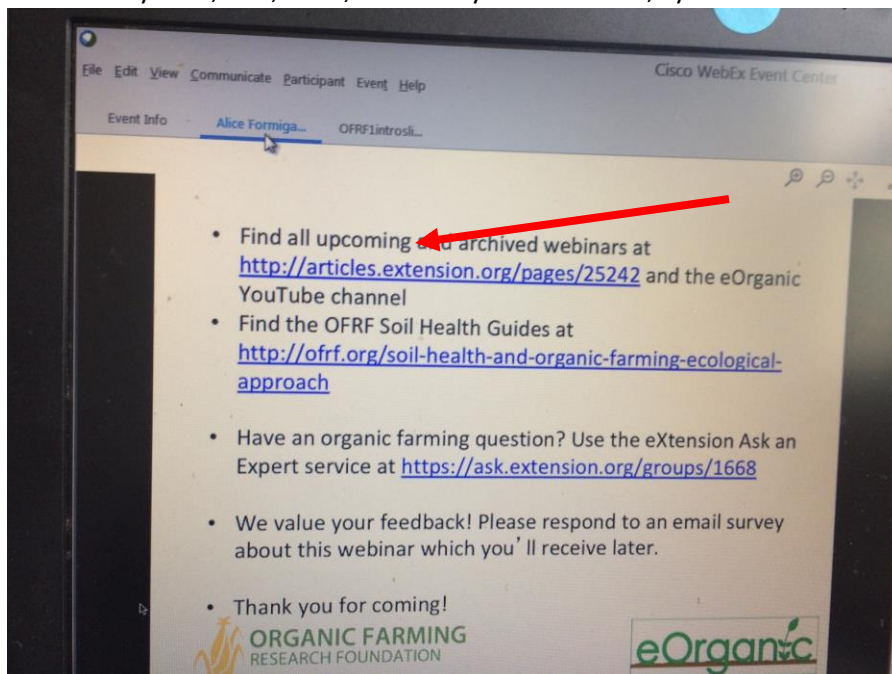 File Edit View Communicate Participant Event Help
Cisco WebEx Event Center
Event Info
Alice Formiga...
OFRF1introsli...
• Find all upcoming and archived webinars at
http://articles.extension.org/pages/25242 and the eOrganic
YouTube channel
• Find the OFRF Soil Health Guides at
http://ofrf.org/soil-health-and-organic-farming-ecological-
approach
• Have an organic farming question? Use the eXtension Ask an
Expert service at https://ask.extension.org/groups/1668
• We value your feedback! Please respond to an email survey
about this webinar which you'll receive later.
• Thank you for coming!
ORGANIC FARMING
RESEARCH FOUNDATION
eOrganic